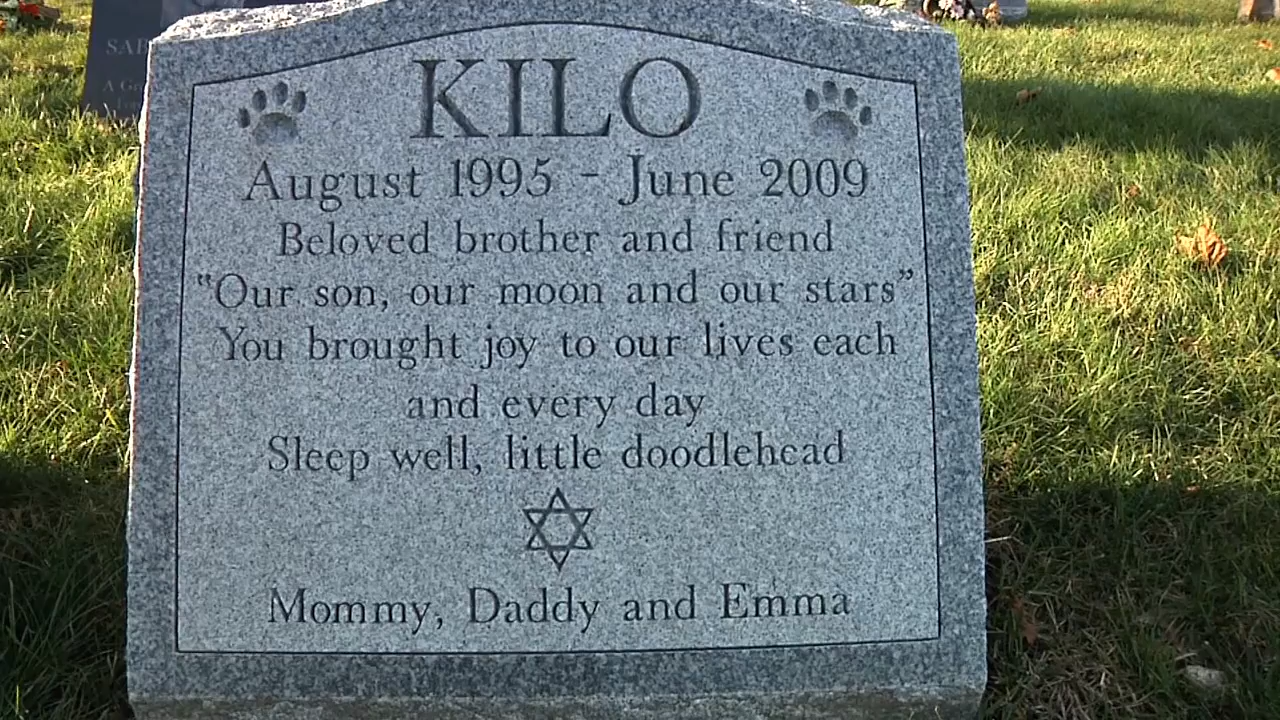 KILO
August 1995 - June 2009
Beloved brother and friend
"Our son, our moon and our stars"
You brought joy to our lives each
and every day
Sleep well, little doodlehead
Mommy, Daddy and Emma